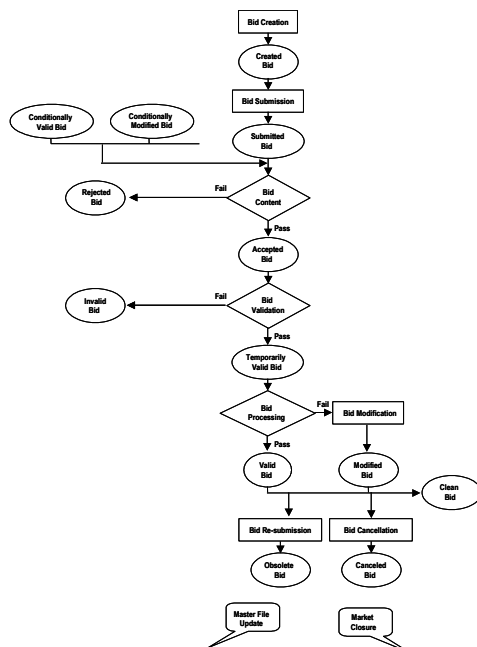 Bid Creation
Created
Bid
Bid Submission
Conditionally
Valid Bid
Conditionally
Modified Bid
Submitted
Bid
Fail
Rejected
Bid
Bid
Content
Pass
Accepted
Bid
Fail
Invalid
Bid
Bid
Validation
Pass
Temporarily
Valid Bid
Bid
Processing
Fail
Bid Modification
Pass
Valid
Bid
Modified
Bid
Clean
Bid
Bid Re-submission
Bid Cancellation
Obsolete
Bid
Canceled
Bid
Master File
Update
Market
Closure